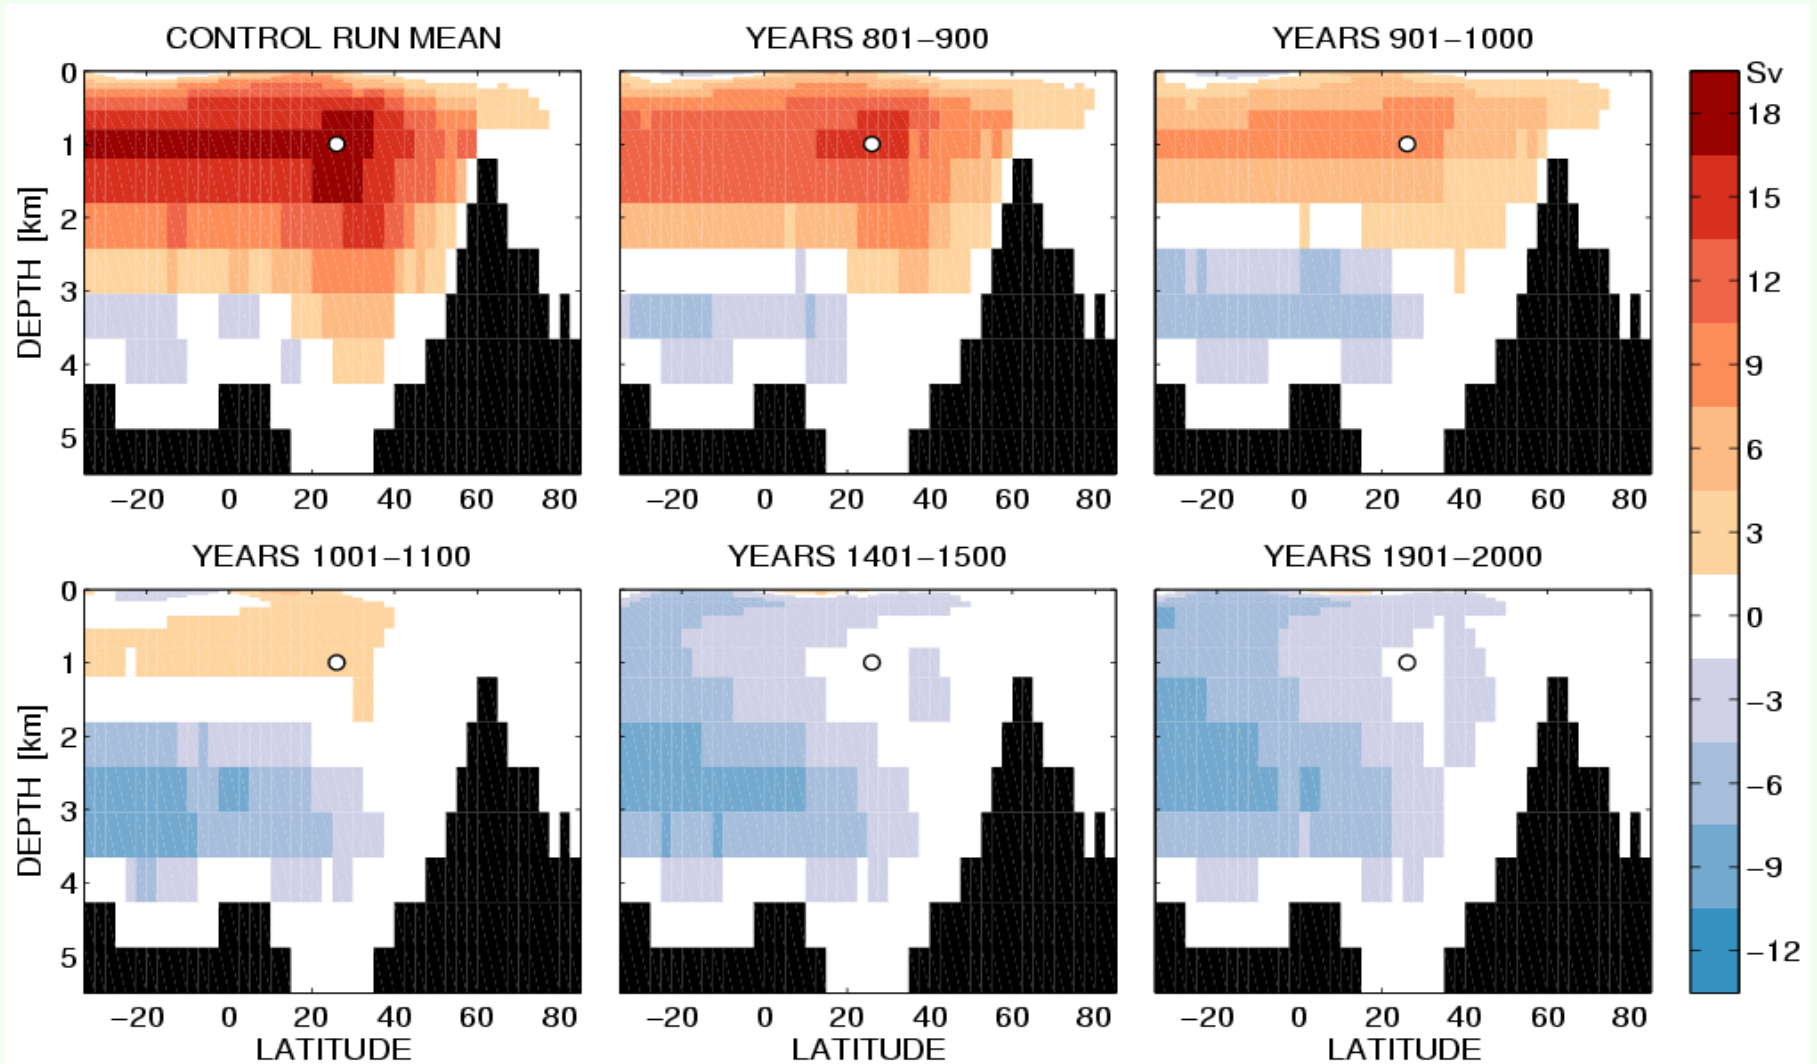 CONTROL RUN MEAN
YEARS 801–900
YEARS 901–1000
0
1
2
3
4
5
DEPTH [km]
−20 0 20 40 60 80
−20 0 20 40 60 80
−20 0 20 40 60 80
Sv
18
15
12
9
6
3
0
−3
−6
−9
−12
YEARS 1001–1100
YEARS 1401–1500
YEARS 1901–2000
0
1
2
3
4
5
DEPTH [km]
−20 0 20 40 60 80
−20 0 20 40 60 80
−20 0 20 40 60 80
LATITUDE
LATITUDE
LATITUDE